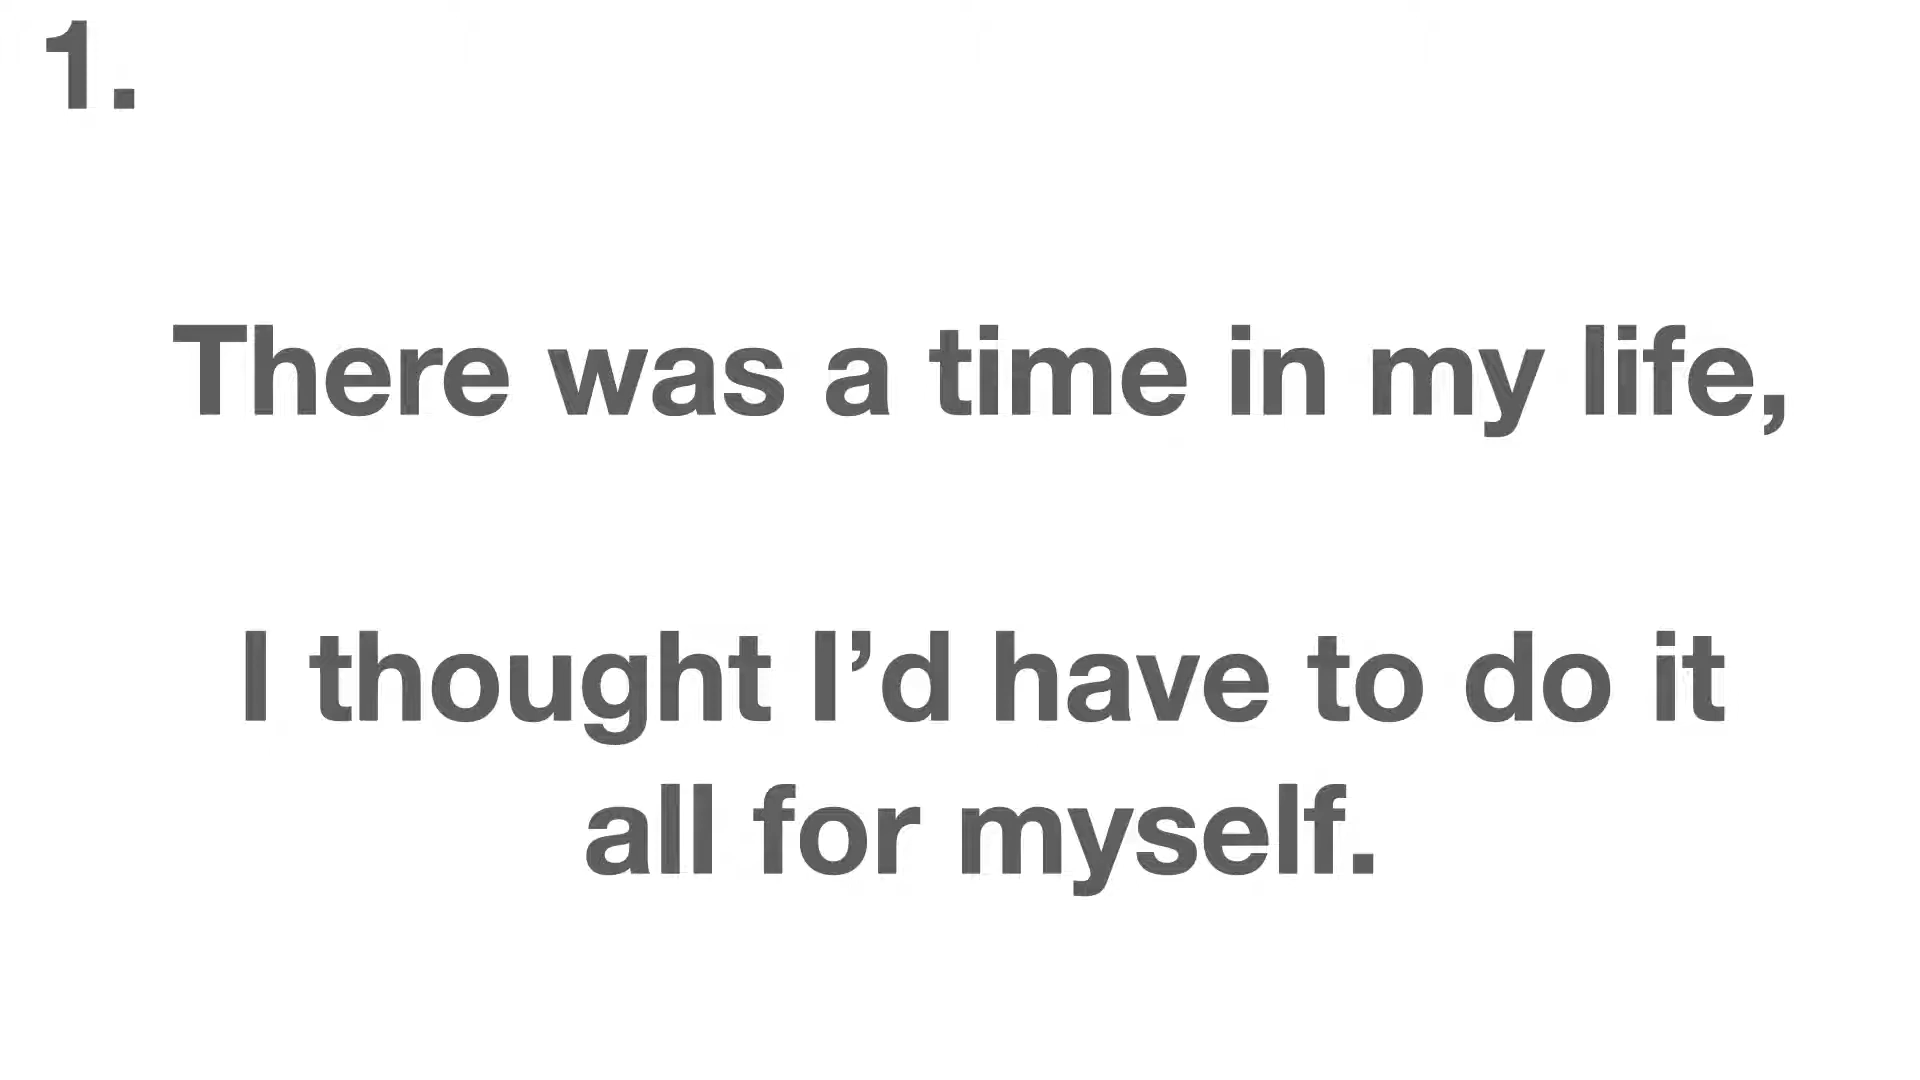 1.
There was a time in my life,
I thought I’d have to do it
all for myself.